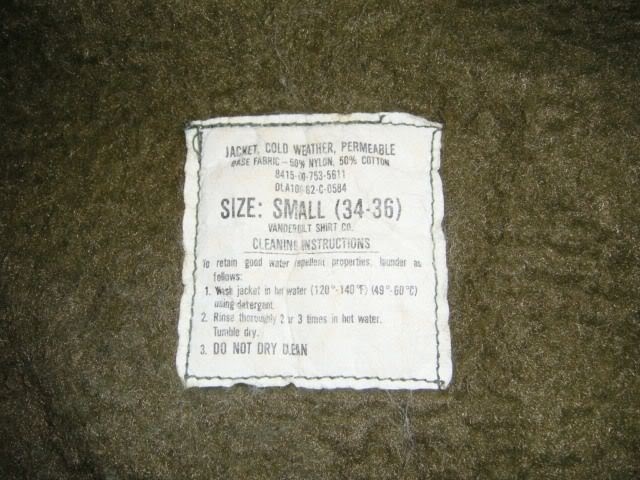 JACKET, COLD WEATHER, PERMEABLE
BASE FABRIC - 50% NYLON, 50% COTTON
8415-00-753-5611
DLA100-82-C-0584
SIZE: SMALL (34-36)
VANDERBILT SHIRT CO.
CLEANING INSTRUCTIONS
To retain good water repellent properties, launder as
follows:
1. Wash jacket in hot water (120°-140°F) (49°-60°C)
using detergent.
2. Rinse thoroughly 2 or 3 times in hot water.
Tumble dry.
3. DO NOT DRY CLEAN